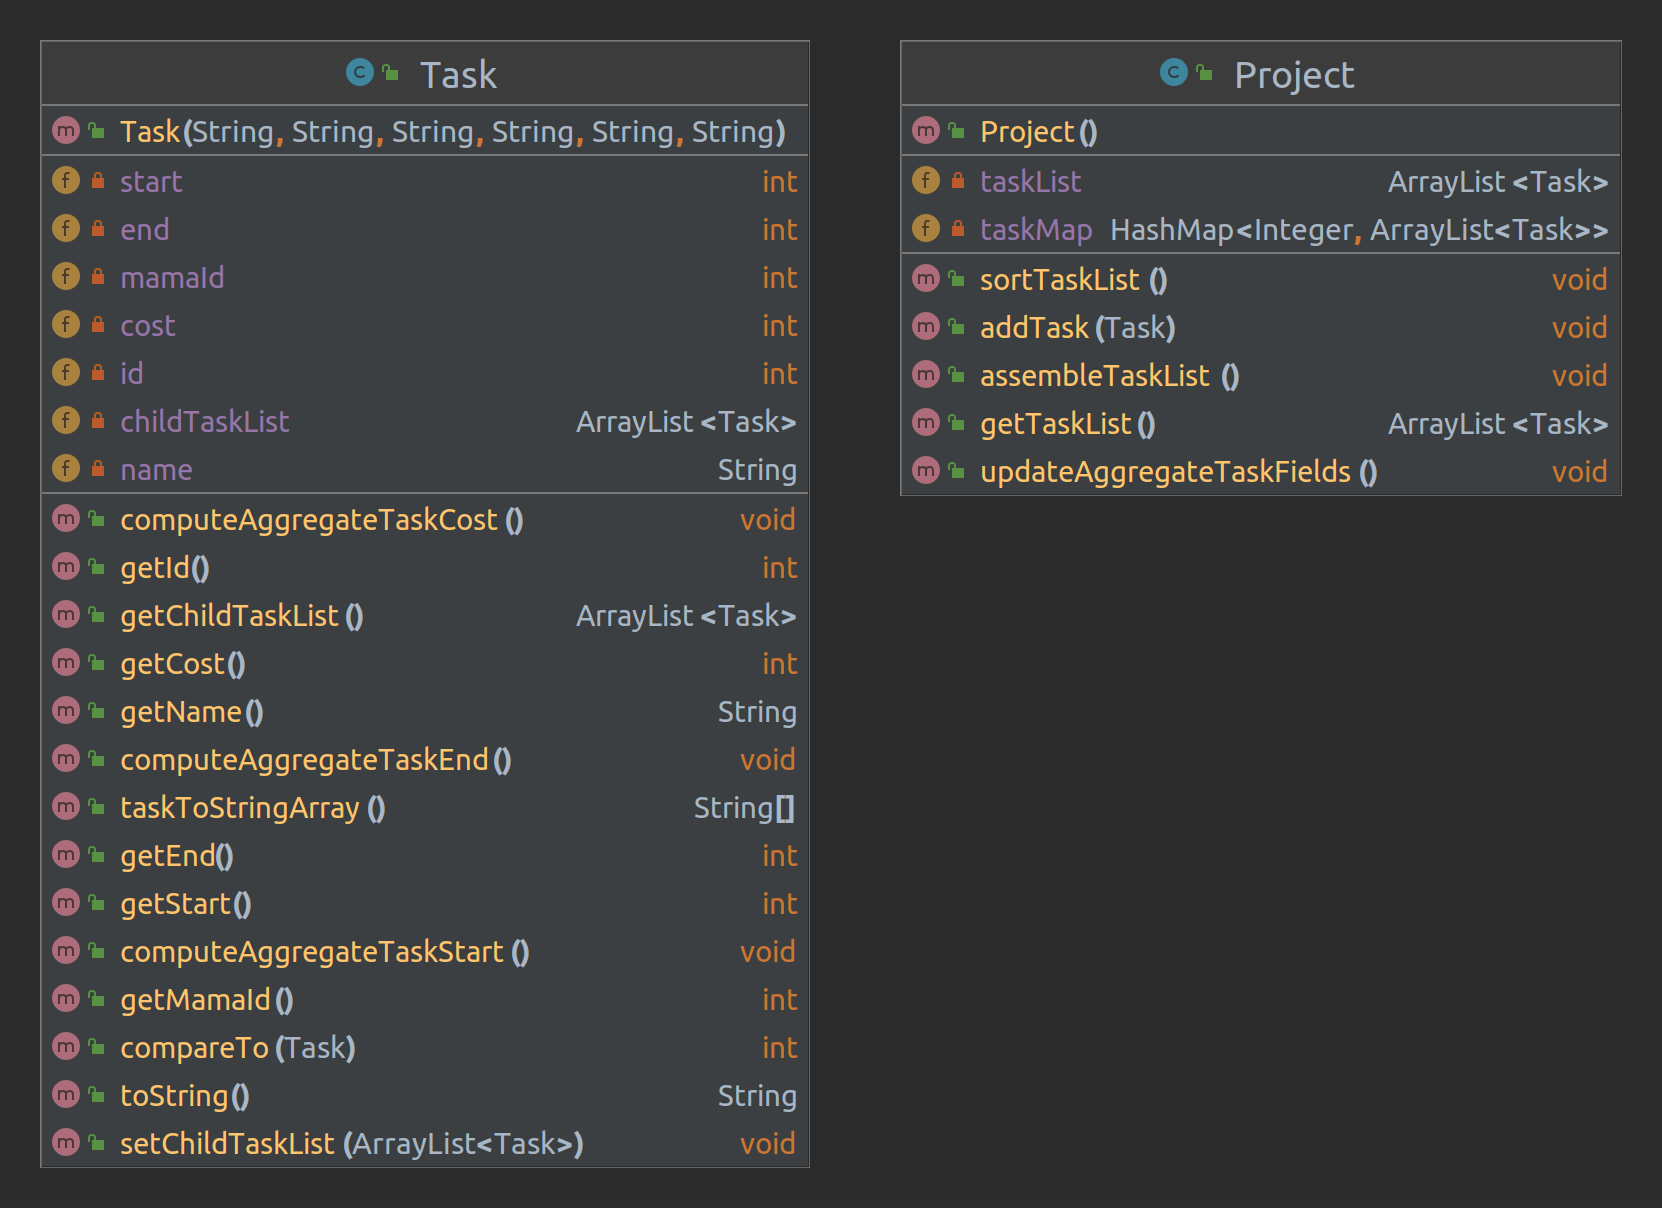 Task
Task(String, String, String, String, String, String)
start int
end int
mamaId int
cost int
id int
childTaskList ArrayList<Task>
name String
computeAggregateTaskCost() void
getId() int
getChildTaskList() ArrayList<Task>
getCost() int
getName() String
computeAggregateTaskEnd() void
taskToStringArray() String[]
getEnd() int
getStart() int
computeAggregateTaskStart() void
getMamaId() int
compareTo(Task) int
toString() String
setChildTaskList(ArrayList<Task>) void
Project
Project()
taskList ArrayList<Task>
taskMap HashMap<Integer, ArrayList<Task>>
sortTaskList() void
addTask(Task) void
assembleTaskList() void
getTaskList() ArrayList<Task>
updateAggregateTaskFields() void